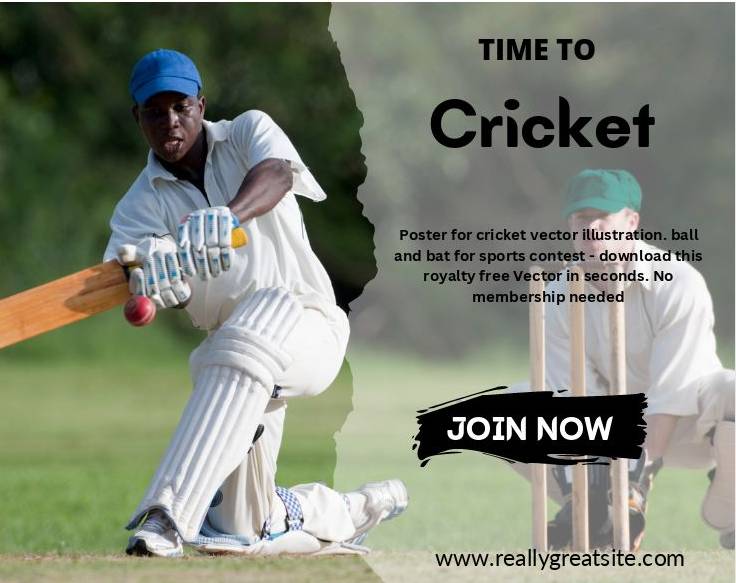 TIME TO
Cricket
Poster for cricket vector illustration. ball
and bat for sports contest - download this
royalty free Vector in seconds. No
membership needed
JOIN NOW
www.reallygreatsite.com